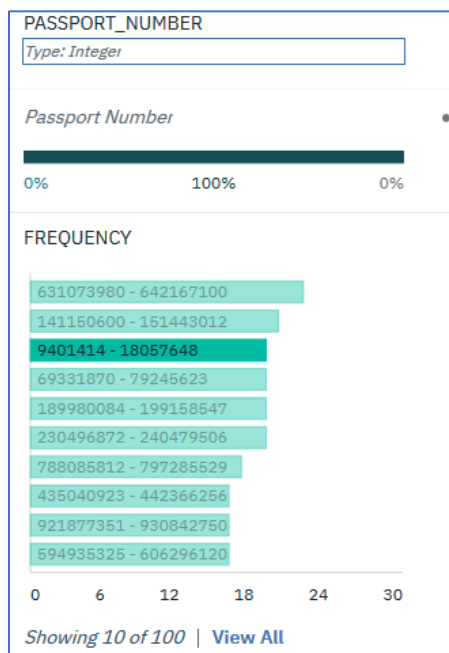 PASSPORT_NUMBER
Type: Integer
Passport Number
0% 100% 0%
FREQUENCY
631073980 - 642167100
141150600 - 151443012
9401414 - 18057648
69331870 - 79245623
189980084 - 199158547
230496872 - 240479506
788085812 - 797285529
435040923 - 442366256
921877351 - 930842750
594935325 - 606296120
0 6 12 18 24 30
Showing 10 of 100 | View All